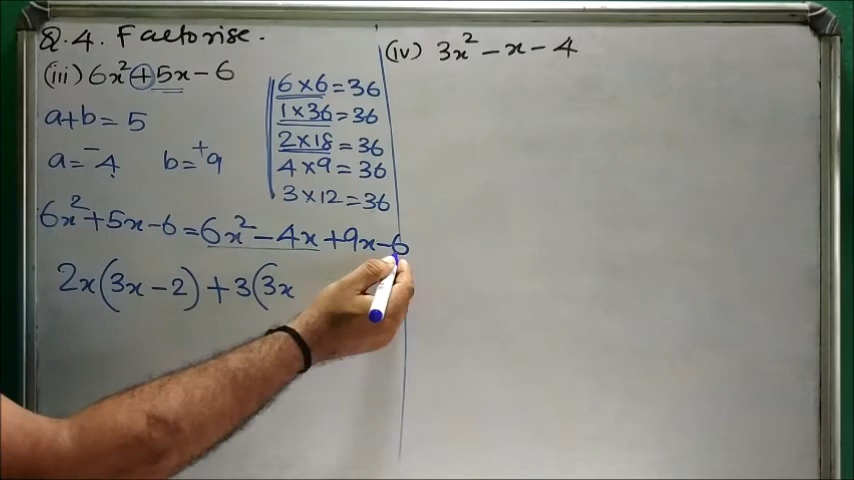 Q.4. Factorise.
(iii) 6x² + 5x - 6
a+b = 5
a = -4 b = +9
6 x 6 = 36
1 x 36 = 36
2 x 18 = 36
4 x 9 = 36
3 x 12 = 36
6x² + 5x - 6 = 6x² - 4x + 9x - 6
2x(3x - 2) + 3(3x
(iv) 3x² - x - 4